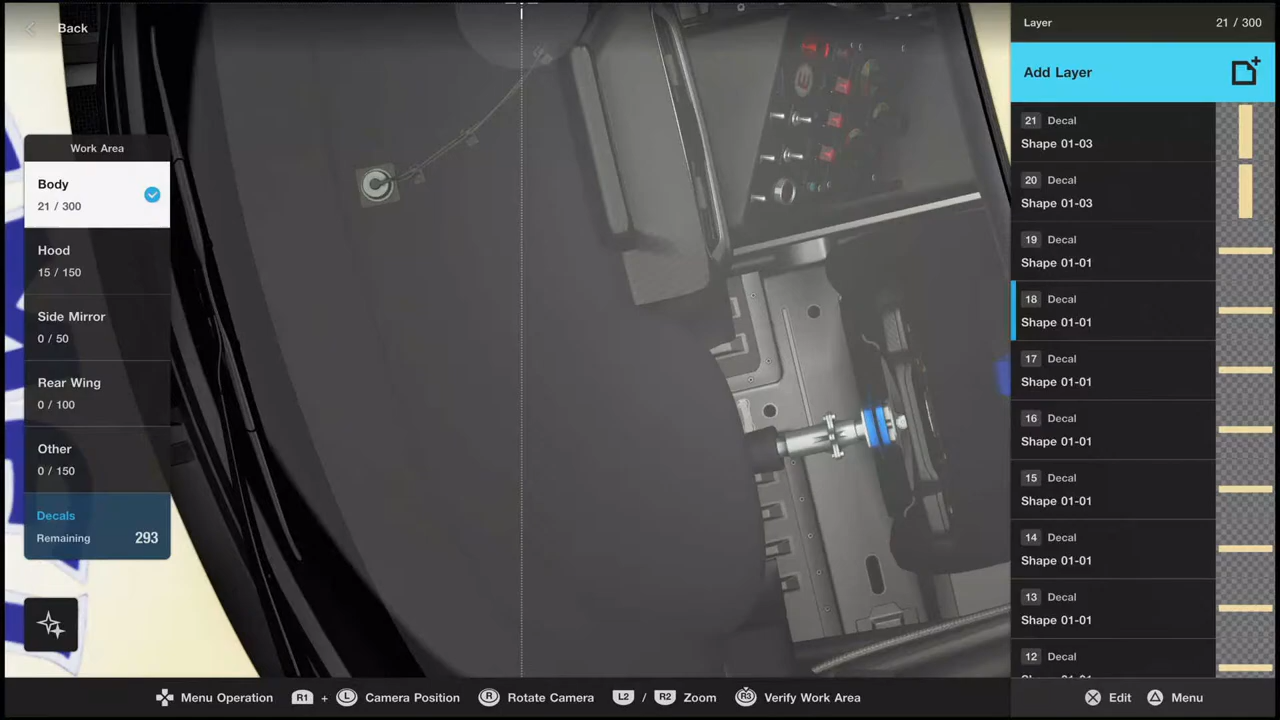 Back
Work Area
Body
21 / 300
Hood
15 / 150
Side Mirror
0 / 50
Rear Wing
0 / 100
Other
0 / 150
Decals
Remaining 293
Layer 21 / 300
Add Layer
21 Decal
Shape 01-03
20 Decal
Shape 01-03
19 Decal
Shape 01-01
18 Decal
Shape 01-01
17 Decal
Shape 01-01
16 Decal
Shape 01-01
15 Decal
Shape 01-01
14 Decal
Shape 01-01
13 Decal
Shape 01-01
12 Decal
Menu Operation R1 + L Camera Position R Rotate Camera L2 / R2 Zoom R3 Verify Work Area Edit Menu